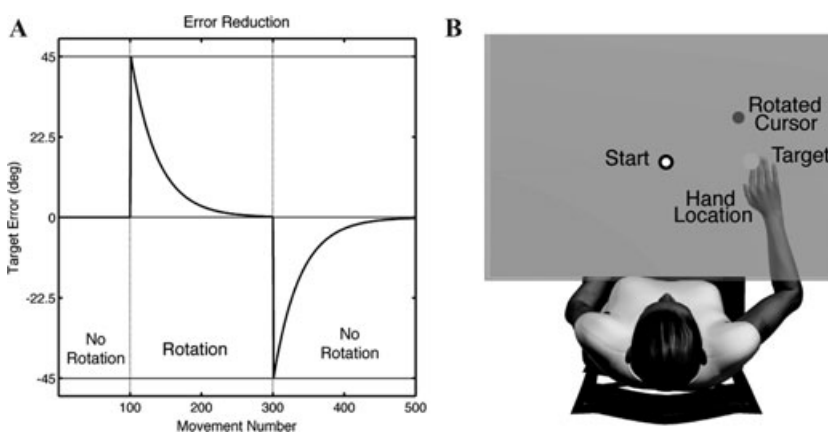 A
Error Reduction
45
22.5
0
-22.5
-45
Target Error (deg)
No
Rotation
Rotation
No
Rotation
100
200
300
400
500
Movement Number
B
Rotated
Cursor
Start
Target
Hand
Location